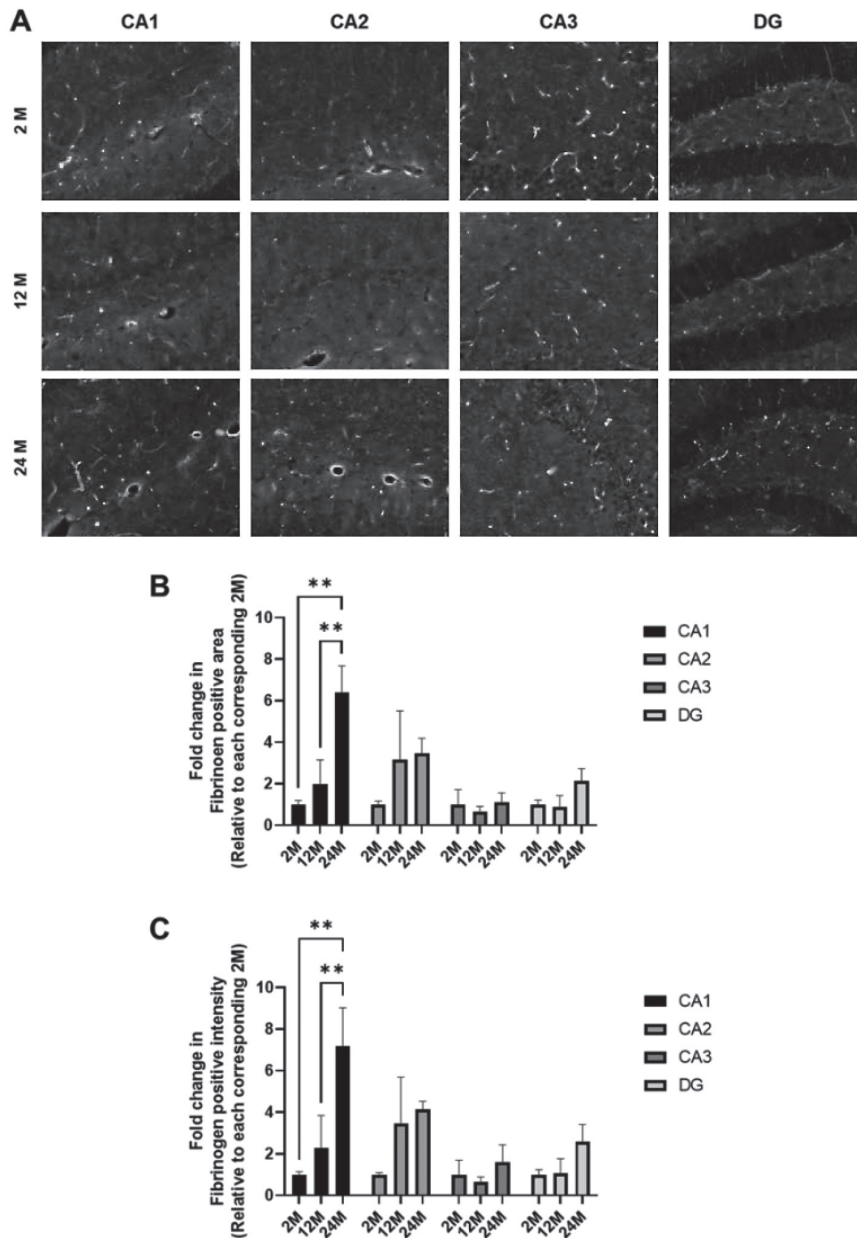 A
CA1 CA2 CA3 DG
2 M
12 M
24 M
B
Fold change in
Fibrinoen positive area
(Relative to each corresponding 2M)
10
8
6
4
2
0
**
**
2M 12M 24M 2M 12M 24M 2M 12M 24M 2M 12M 24M
CA1
CA2
CA3
DG
C
Fold change in
Fibrinogen positive intensity
(Relative to each corresponding 2M)
10
8
6
4
2
0
**
**
2M 12M 24M 2M 12M 24M 2M 12M 24M 2M 12M 24M
CA1
CA2
CA3
DG